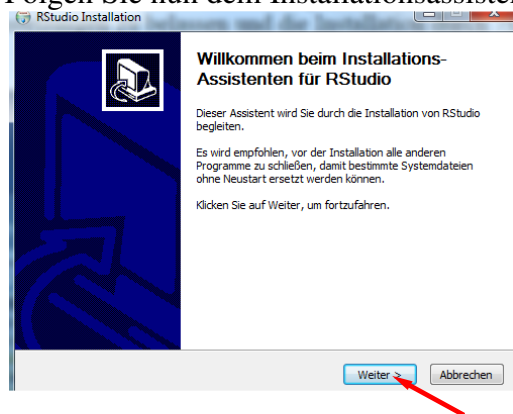 Folgen Sie nun dem Installationsassisten
RStudio Installation
Willkommen beim Installations-
Assistenten für RStudio
Dieser Assistent wird Sie durch die Installation von RStudio
begleiten.
Es wird empfohlen, vor der Installation alle anderen
Programme zu schließen, damit bestimmte Systemdateien
ohne Neustart ersetzt werden können.
Klicken Sie auf Weiter, um fortzufahren.
Weiter >
Abbrechen